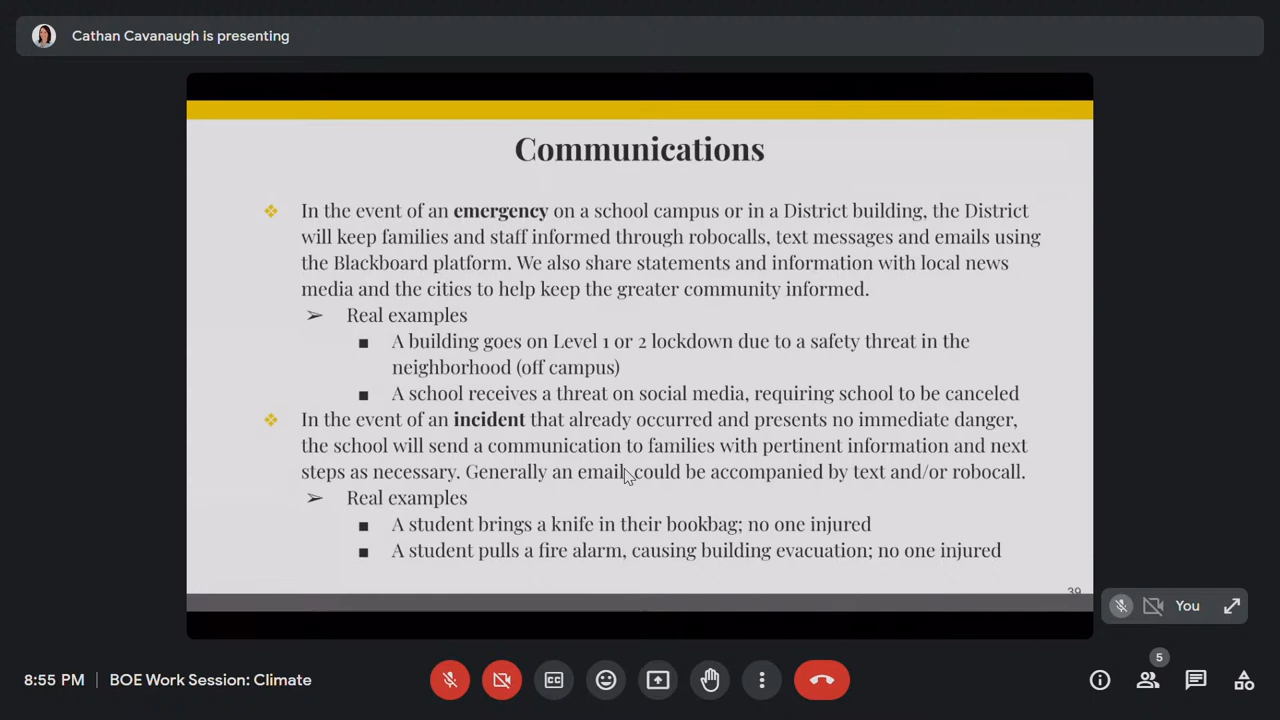 Cathan Cavanaugh is presenting
Communications
In the event of an emergency on a school campus or in a District building, the District
will keep families and staff informed through robocalls, text messages and emails using
the Blackboard platform. We also share statements and information with local news
media and the cities to help keep the greater community informed.
Real examples
A building goes on Level 1 or 2 lockdown due to a safety threat in the
neighborhood (off campus)
A school receives a threat on social media, requiring school to be canceled
In the event of an incident that already occurred and presents no immediate danger,
the school will send a communication to families with pertinent information and next
steps as necessary. Generally an email, could be accompanied by text and/or robocall.
Real examples
A student brings a knife in their bookbag; no one injured
A student pulls a fire alarm, causing building evacuation; no one injured
39
You
5
8:55 PM | BOE Work Session: Climate
CC